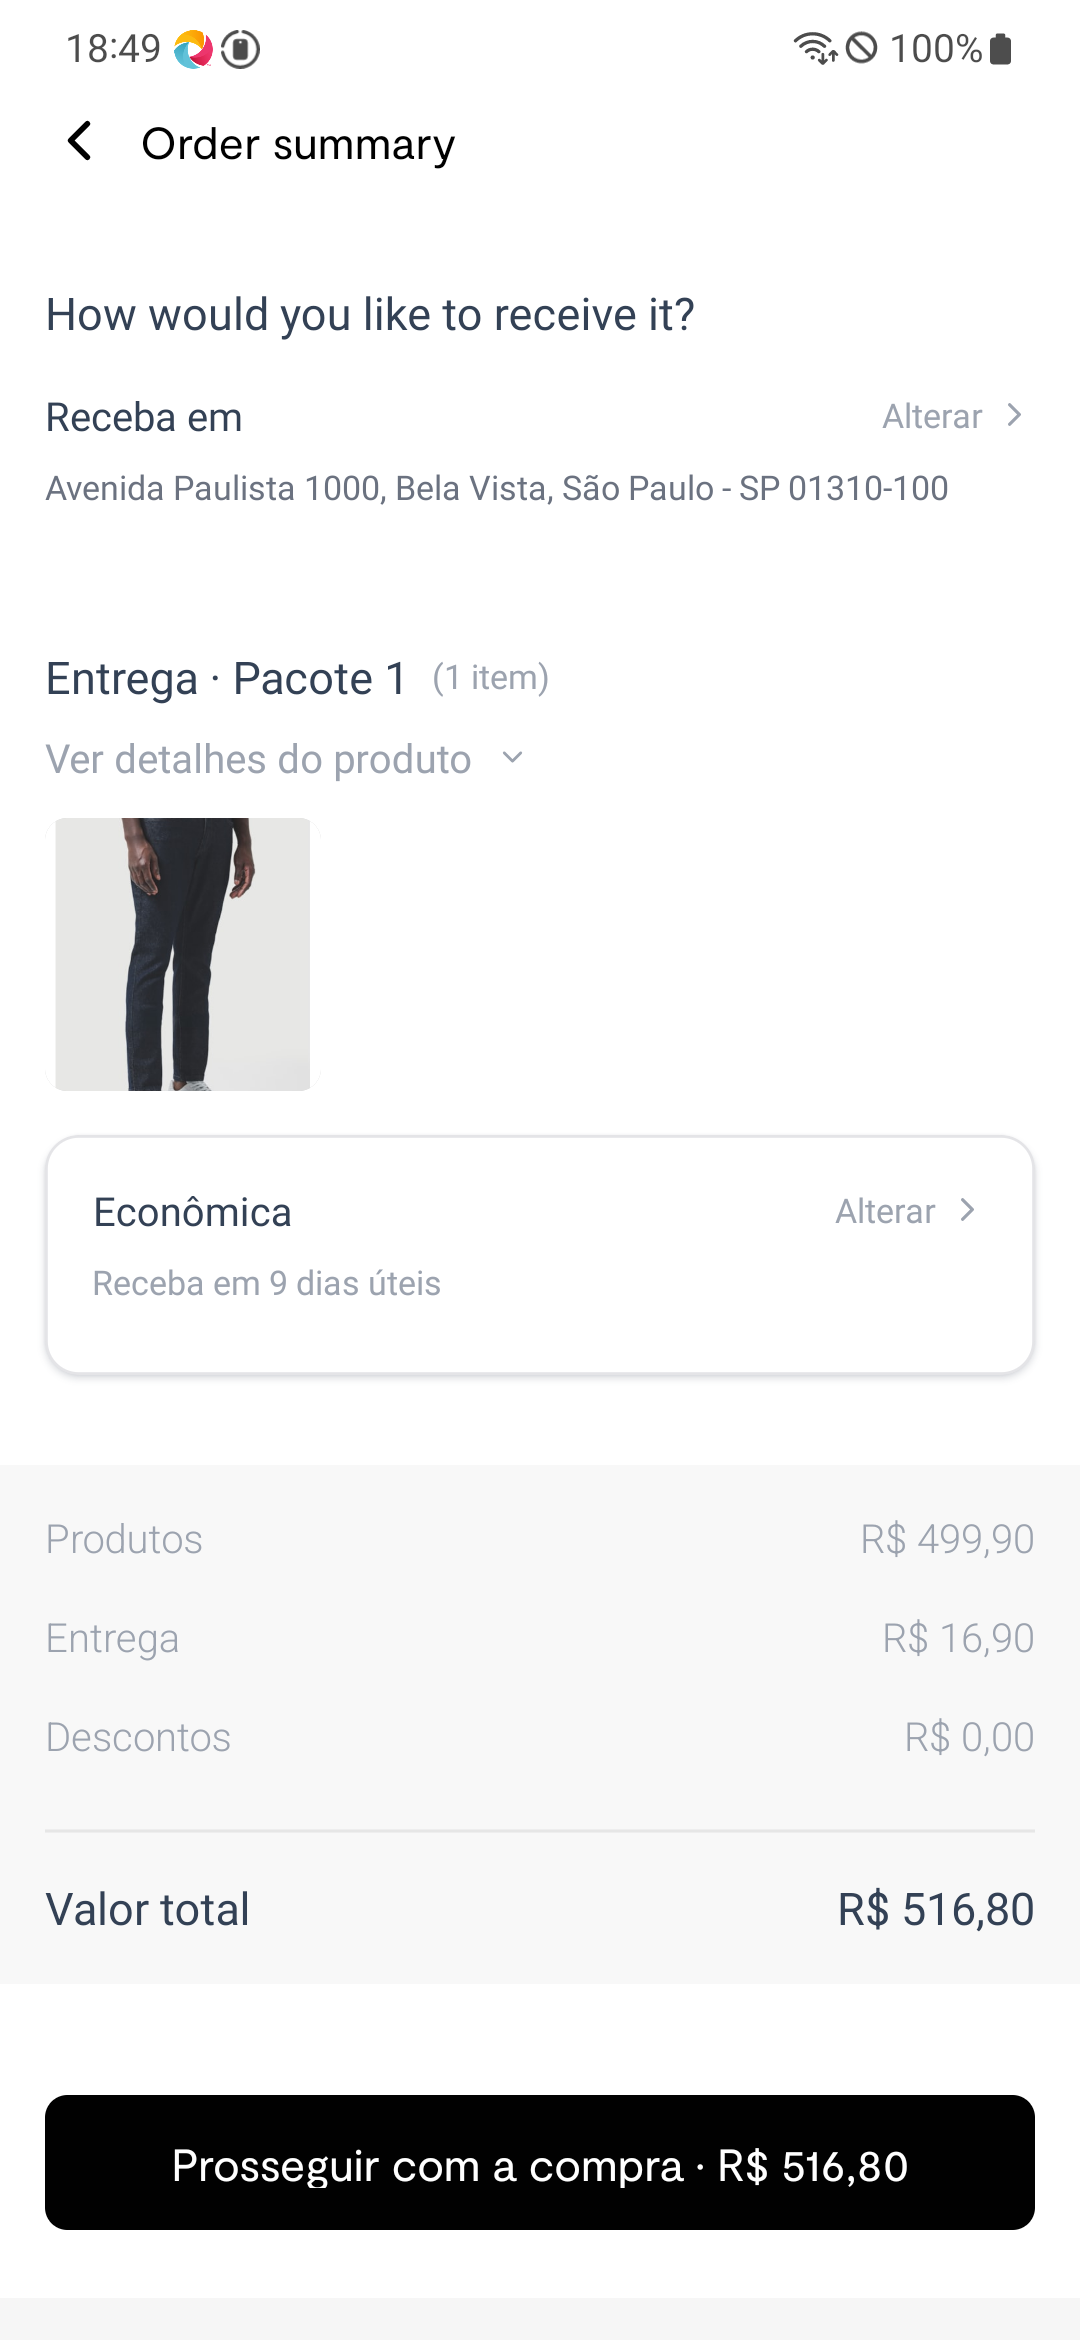 18:49 100%
Order summary
How would you like to receive it?
Receba em Alterar
Avenida Paulista 1000, Bela Vista, São Paulo - SP 01310-100
Entrega · Pacote 1 (1 item)
Ver detalhes do produto
Econômica Alterar
Receba em 9 dias úteis
Produtos R$ 499,90
Entrega R$ 16,90
Descontos R$ 0,00
Valor total R$ 516,80
Prosseguir com a compra · R$ 516,80